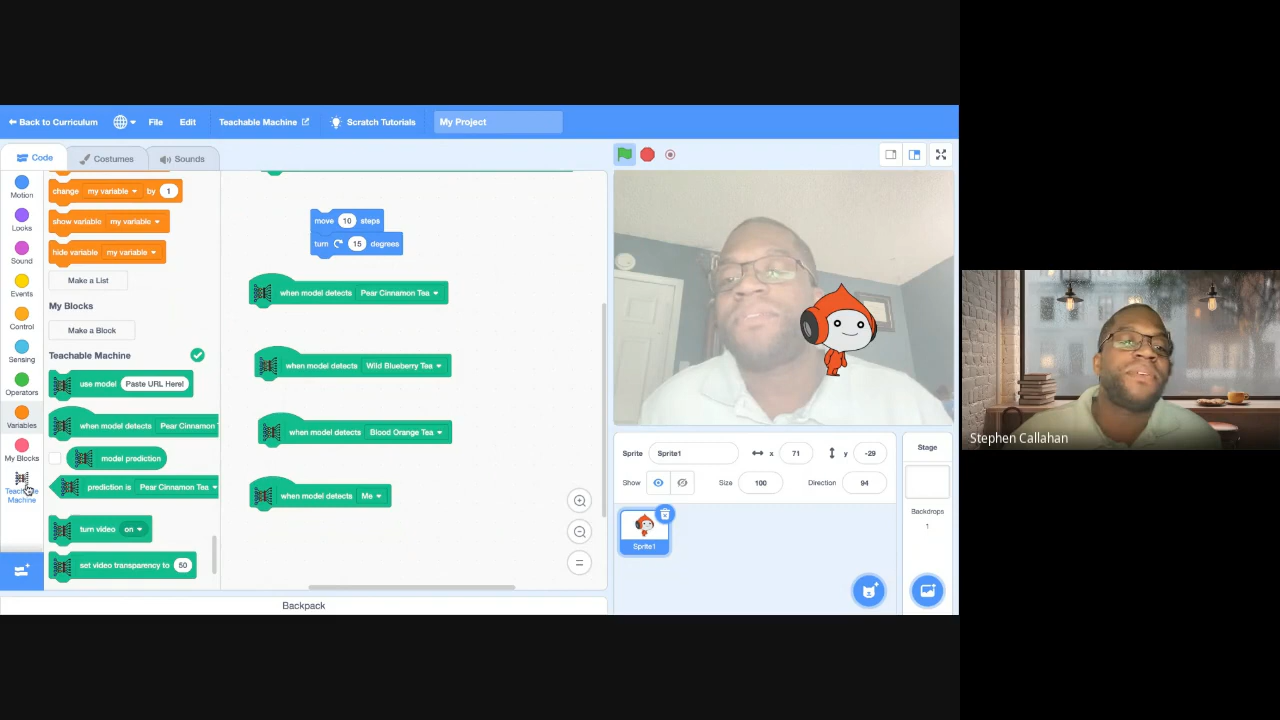 Back to Curriculum
File
Edit
Teachable Machine
Scratch Tutorials
My Project
Code
Costumes
Sounds
Motion
Looks
Sound
Events
Control
Sensing
Operators
Variables
My Blocks
Machine
change my variable by 1
show variable my variable
hide variable my variable
Make a List
My Blocks
Make a Block
Teachable Machine
use model Paste URL Here!
when model detects Pear Cinnamon
model prediction
prediction is Pear Cinnamon Tea
turn video on
set video transparency to 50
move 10 steps
turn 15 degrees
when model detects Pear Cinnamon Tea
when model detects Wild Blueberry Tea
when model detects Blood Orange Tea
when model detects Me
Backpack
Sprite Sprite1 x 71 y -29
Show Size 100 Direction 94
Sprite1
Stage
Backdrops
1
Stephen Callahan